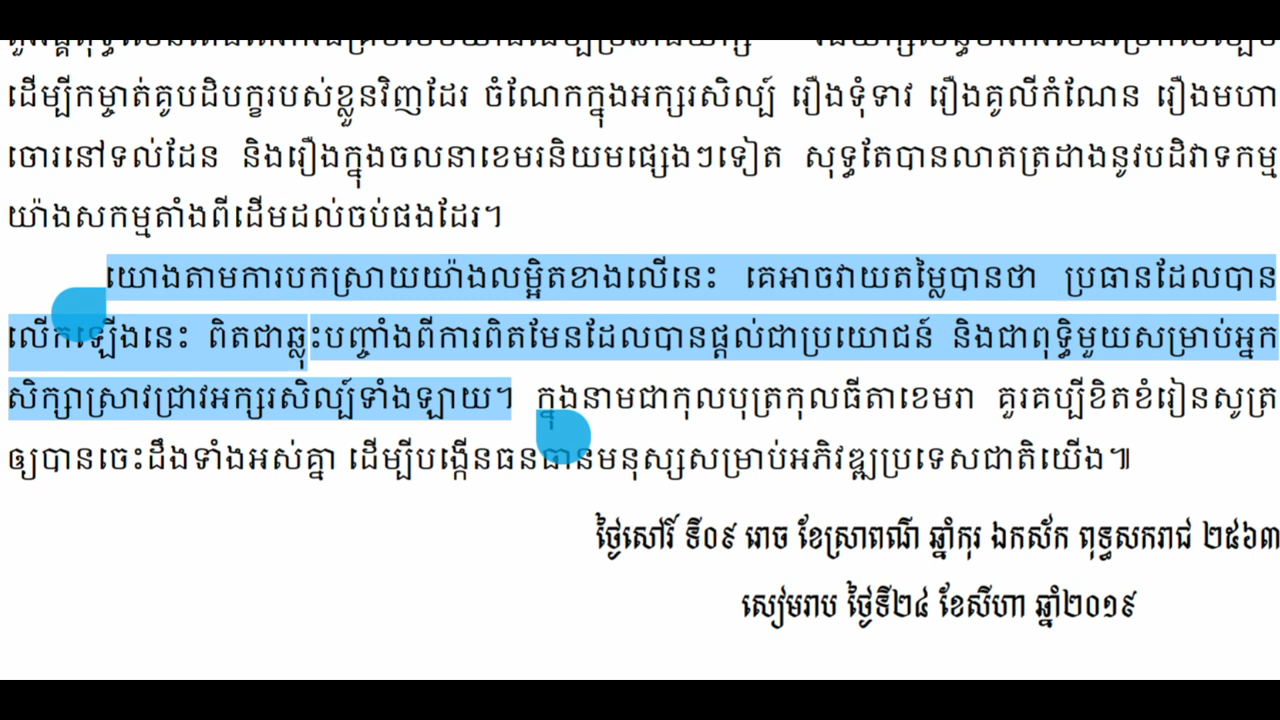 ដើម្បីកម្ចាត់គូបដិបក្ខរបស់ខ្លួនវិញដែរ ចំណែកក្នុងអក្សរសិល្ប៍ រឿងទុំទាវ រឿងគូលីកំណែន រឿងមហា
ចោរនៅទល់ដែន និងរឿងក្នុងចលនាខេមរនិយមផ្សេងៗទៀត សុទ្ធតែបានលាតត្រដាងនូវបដិវាទកម្ម
យ៉ាងសកម្មតាំងពីដើមដល់ចប់ផងដែរ។
យោងតាមការបកស្រាយយ៉ាងលម្អិតខាងលើនេះ គេអាចវាយតម្លៃបានថា ប្រធានដែលបាន
លើកឡើងនេះ ពិតជាឆ្លុះបញ្ចាំងពីការពិតមែនដែលបានផ្តល់ជាប្រយោជន៍ និងជាពុទ្ធិមួយសម្រាប់អ្នក
សិក្សាស្រាវជ្រាវអក្សរសិល្ប៍ទាំងឡាយ។ ក្នុងនាមជាកុលបុត្រកុលធីតាខេមរា គួរគប្បីខិតខំរៀនសូត្រ
ឲ្យបានចេះដឹងទាំងអស់គ្នា ដើម្បីបង្កើនធនធានមនុស្សសម្រាប់អភិវឌ្ឍប្រទេសជាតិយើង៕
ថ្ងៃសៅរ៍ ទី០៩ រោច ខែស្រាពណ៍ ឆ្នាំកុរ ឯកស័ក ពុទ្ធសករាជ ២៥៦៣
សៀមរាប ថ្ងៃទី២៤ ខែសីហា ឆ្នាំ២០១៩